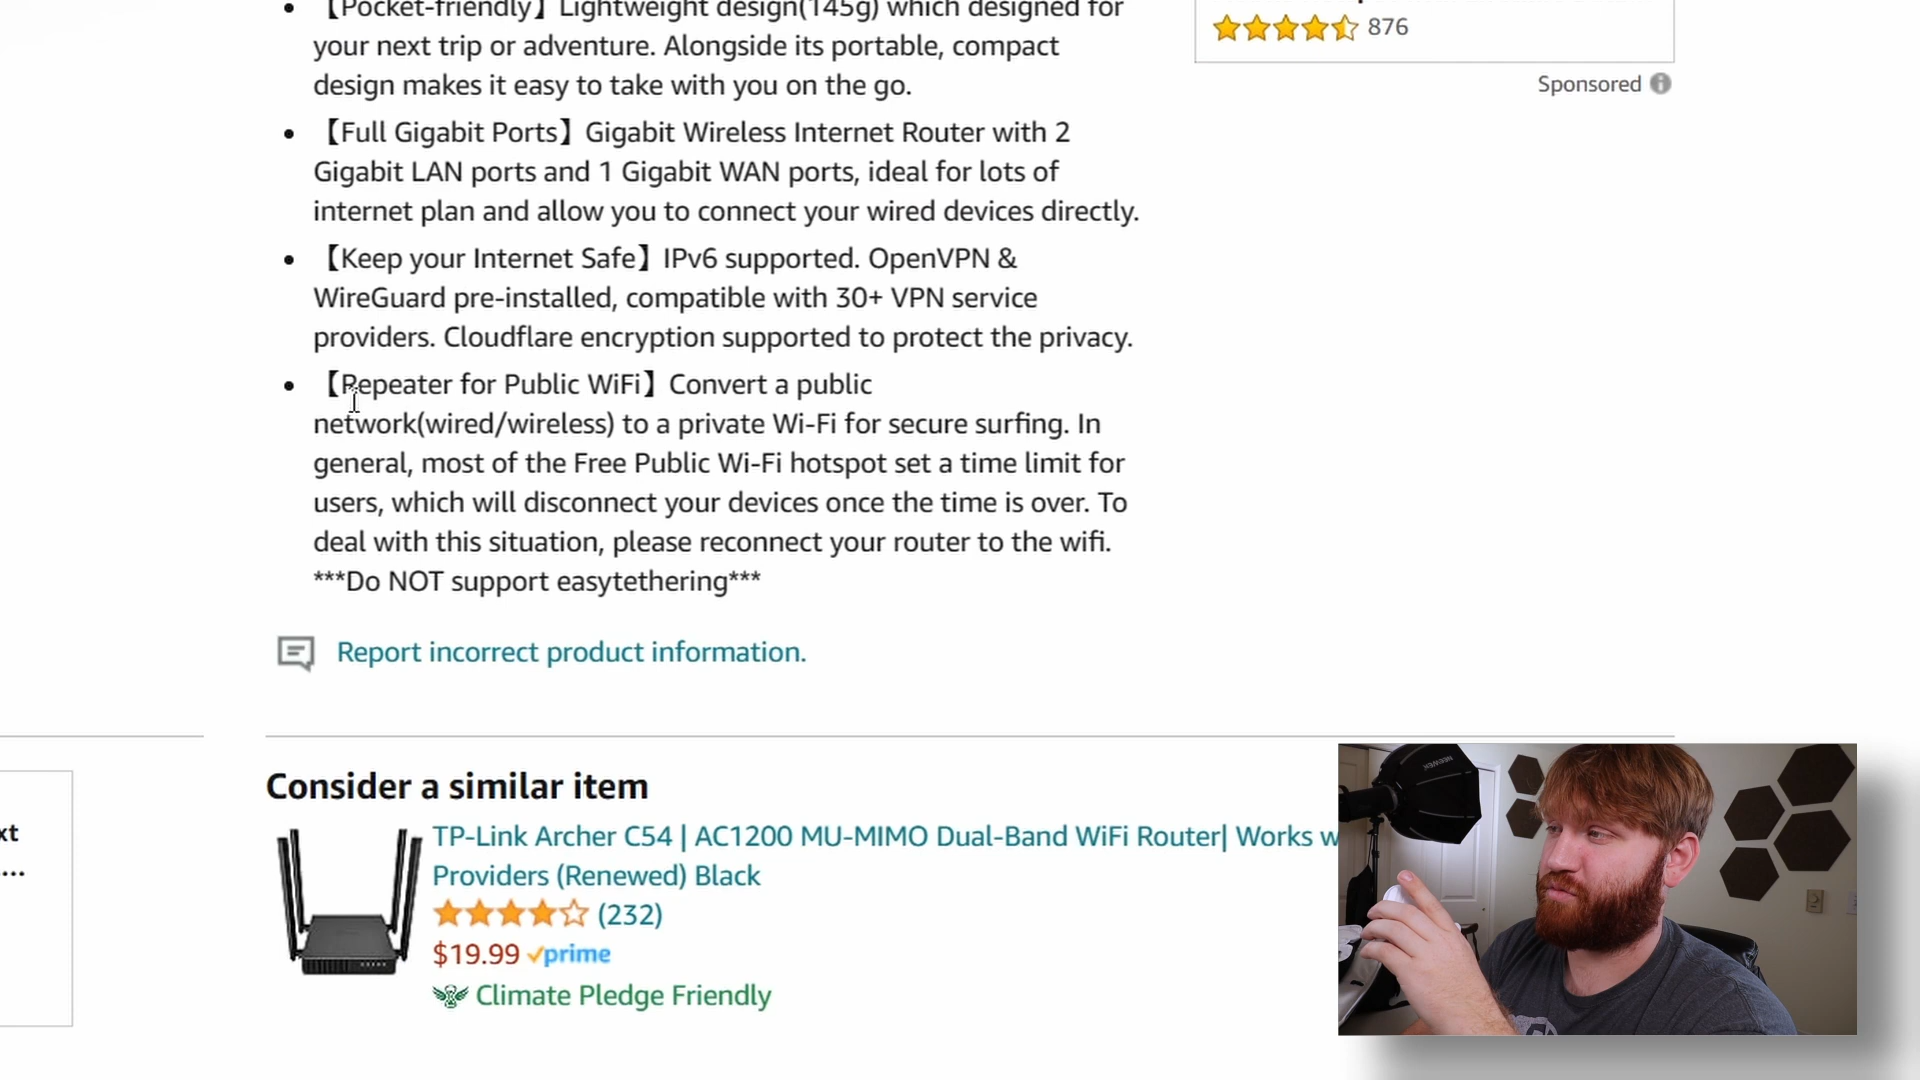 【Pocket-friendly】Lightweight design(145g) which designed for
your next trip or adventure. Alongside its portable, compact
design makes it easy to take with you on the go.
【Full Gigabit Ports】Gigabit Wireless Internet Router with 2
Gigabit LAN ports and 1 Gigabit WAN ports, ideal for lots of
internet plan and allow you to connect your wired devices directly.
【Keep your Internet Safe】IPv6 supported. OpenVPN &
WireGuard pre-installed, compatible with 30+ VPN service
providers. Cloudflare encryption supported to protect the privacy.
【Repeater for Public WiFi】Convert a public
network(wired/wireless) to a private Wi-Fi for secure surfing. In
general, most of the Free Public Wi-Fi hotspot set a time limit for
users, which will disconnect your devices once the time is over. To
deal with this situation, please reconnect your router to the wifi.
***Do NOT support easytethering***
Report incorrect product information.
876
Sponsored
xt
...
Consider a similar item
TP-Link Archer C54 | AC1200 MU-MIMO Dual-Band WiFi Router| Works w
Providers (Renewed) Black
(232)
$19.99 prime
Climate Pledge Friendly
NEEWER